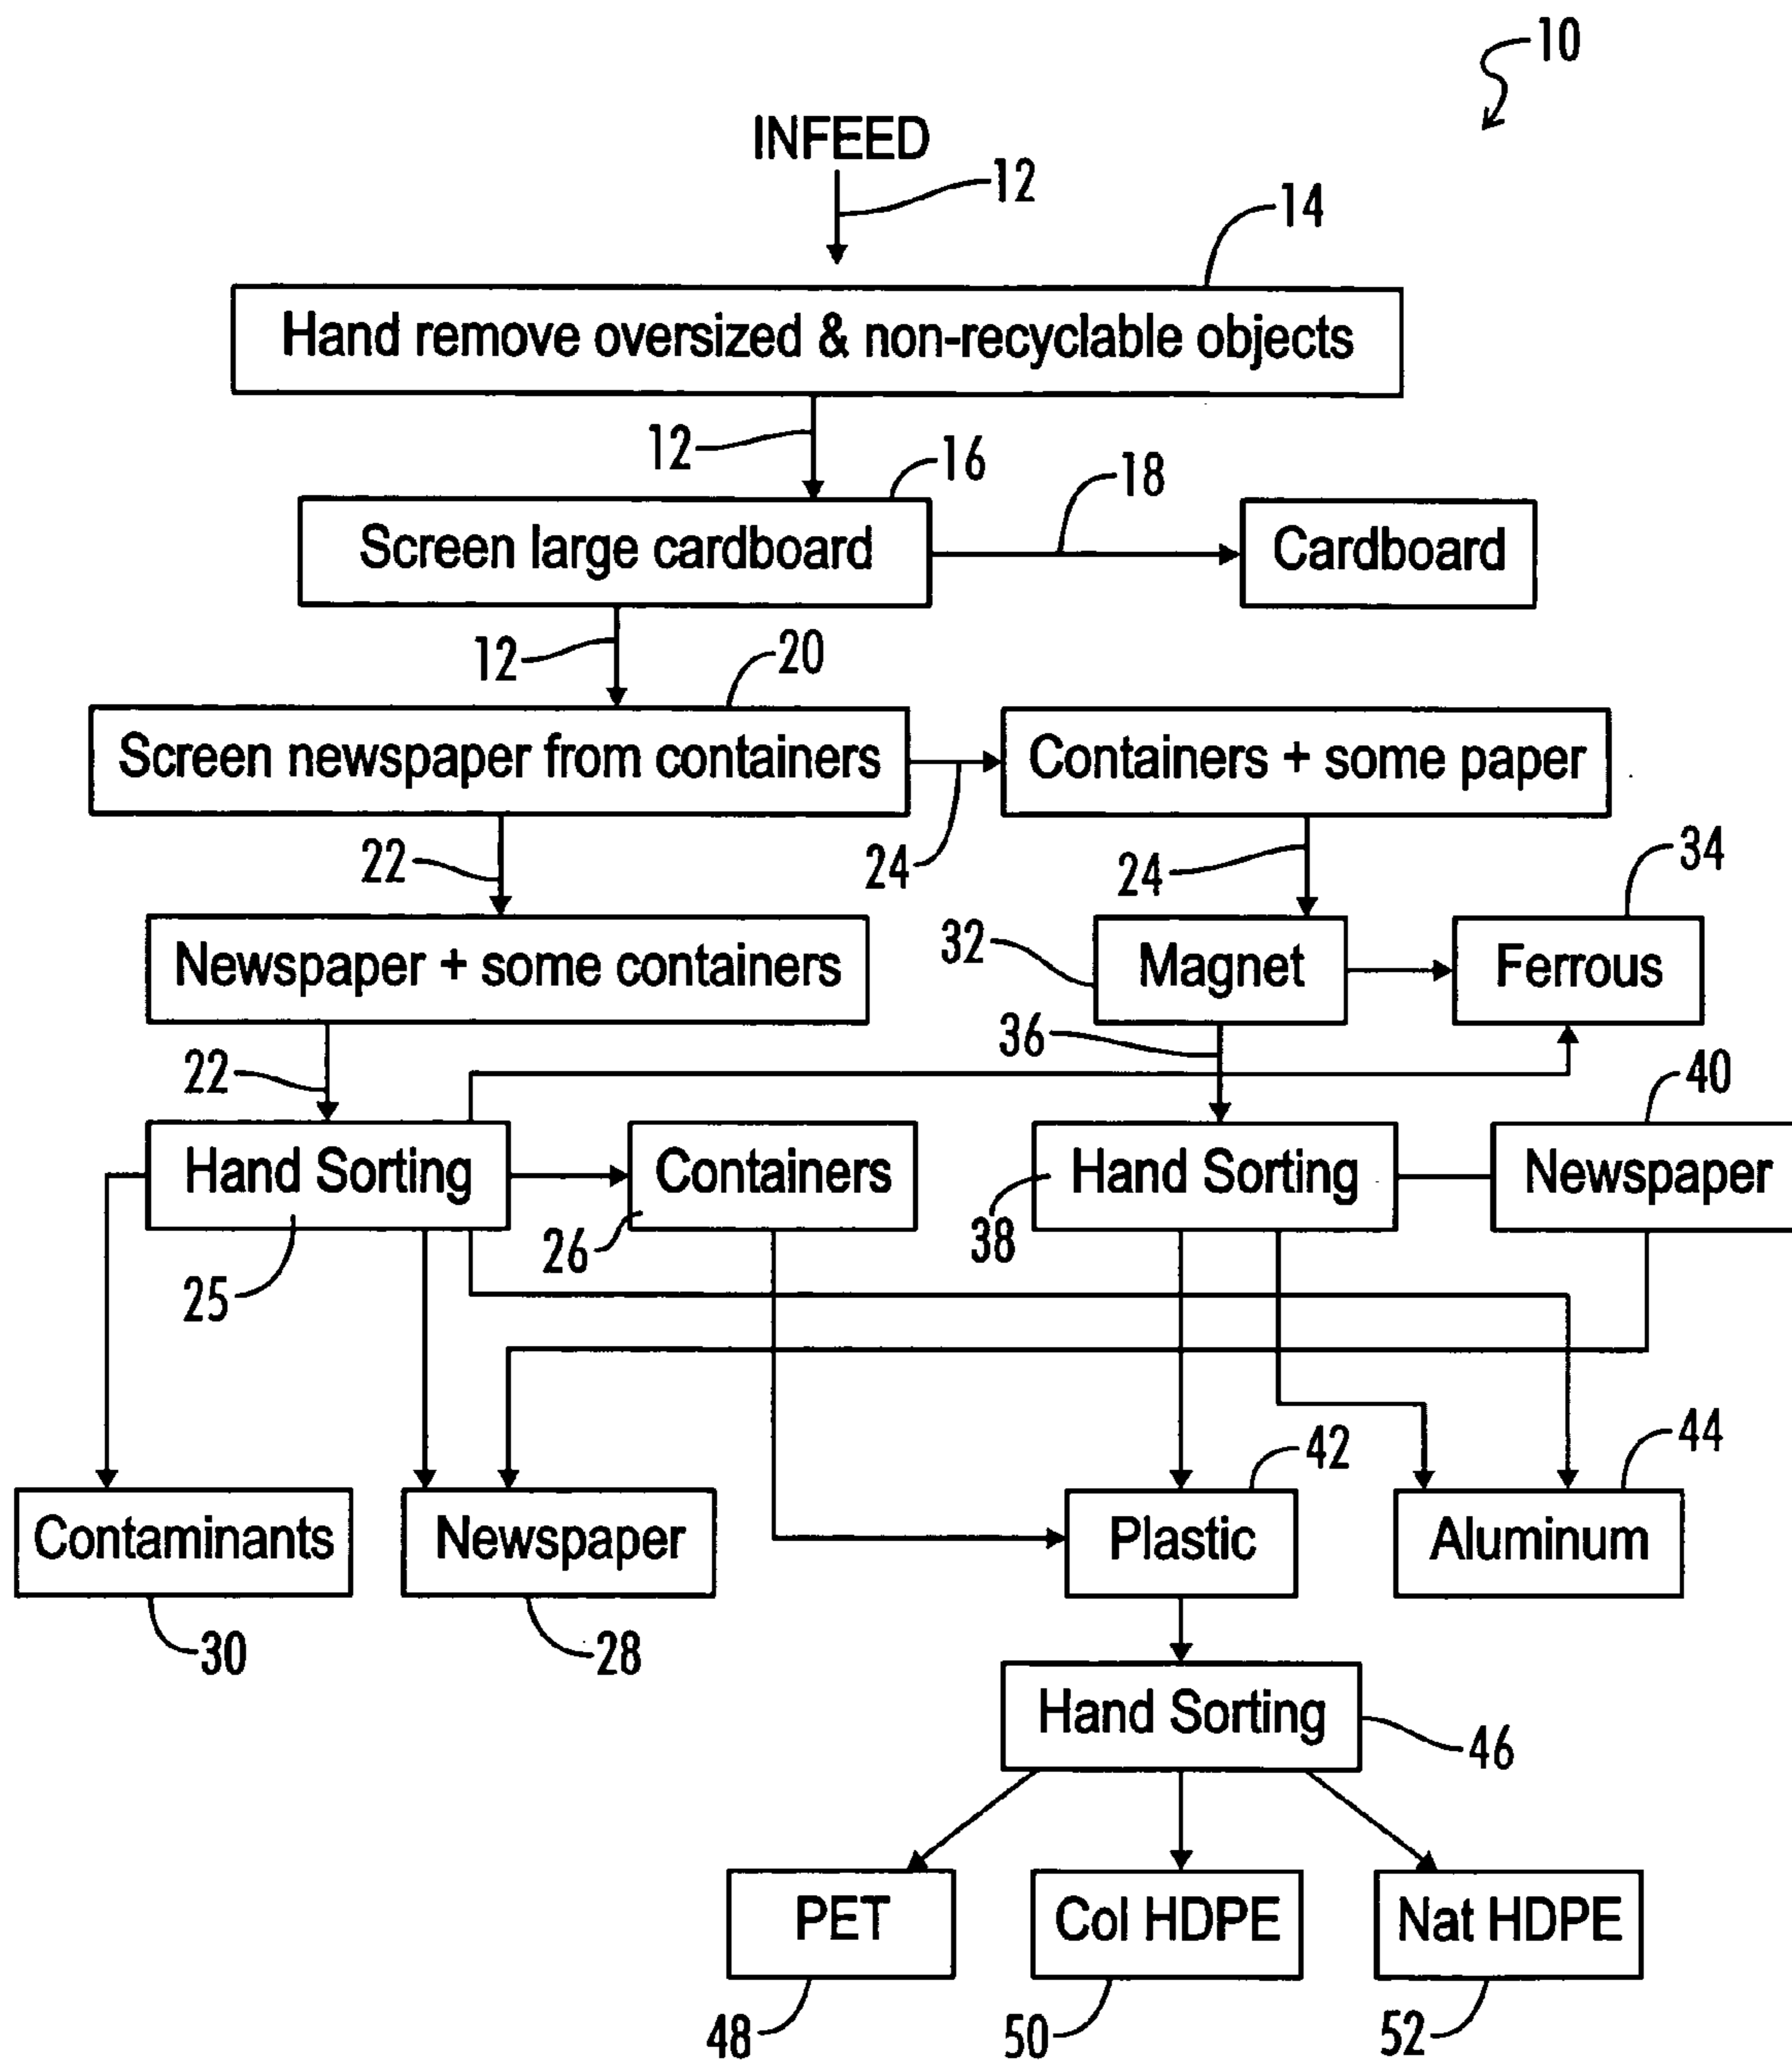 10
INFEED
12
14
Hand remove oversized & non-recyclable objects
12
16
18
Screen large cardboard
Cardboard
12
20
Screen newspaper from containers
Containers + some paper
22
24
24
34
Newspaper + some containers
32
Magnet
Ferrous
22
36
40
Hand Sorting
Containers
Hand Sorting
Newspaper
25
26
38
42
44
Contaminants
Newspaper
Plastic
Aluminum
30
28
Hand Sorting
46
PET
Col HDPE
Nat HDPE
48
50
52